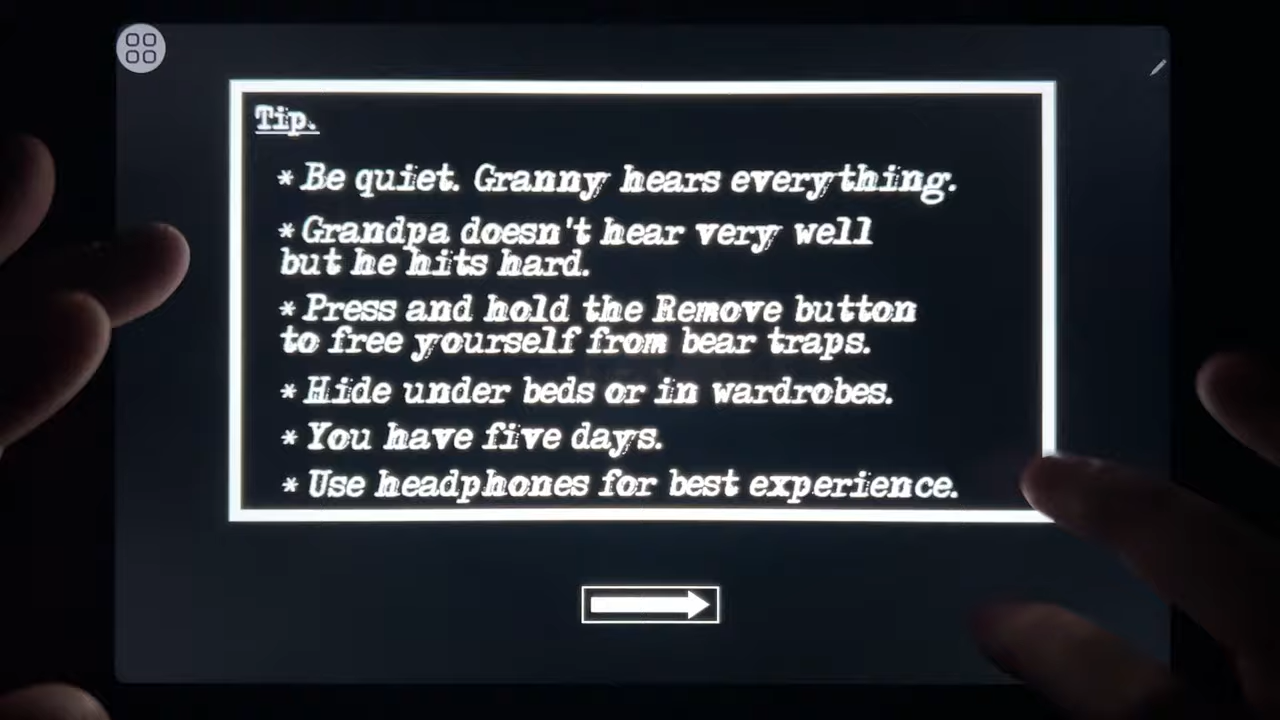 Tip.
* Be quiet. Granny hears everything.
* Grandpa doesn't hear very well
but he hits hard.
* Press and hold the Remove button
to free yourself from bear traps.
* Hide under beds or in wardrobes.
* You have five days.
* Use headphones for best experience.